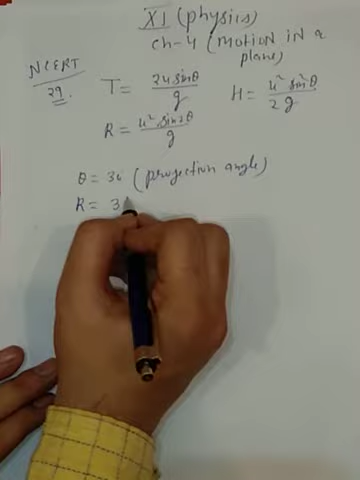 XI (physics)
ch-4 (motion in a
plane)
NCERT
29.
T = 2u sinθ / g
H = u² sin²θ / 2g
R = u² sin2θ / g
θ = 30 (projection angle)
R = 3